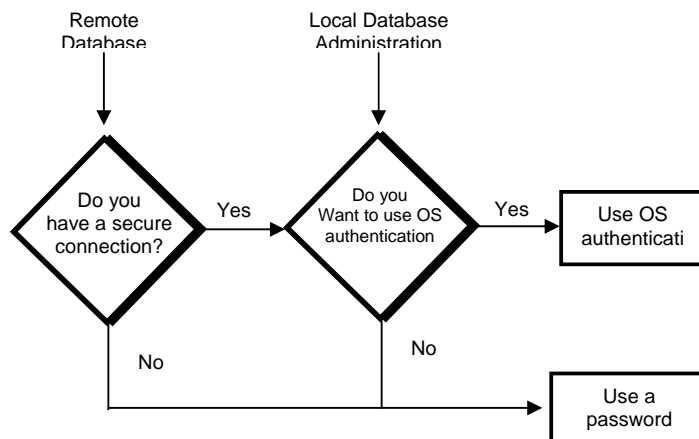 Remote
Database
Local Database
Administration
Do you
have a secure
connection?
Yes
Do you
Want to use OS
authentication
Yes
Use OS
authenticati
No
No
Use a
password